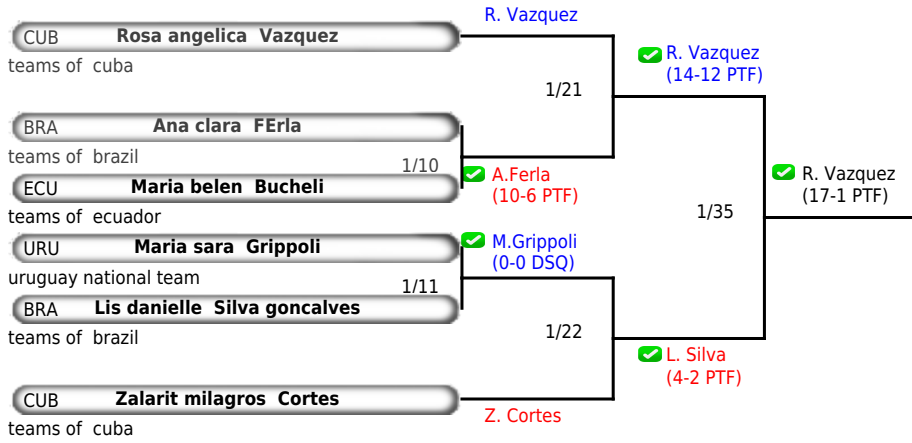 R. Vazquez
CUB Rosa angelica Vazquez
teams of cuba
R. Vazquez
(14-12 PTF)
1/21
BRA Ana clara FErla
teams of brazil
1/10
A.Ferla
(10-6 PTF)
ECU Maria belen Bucheli
teams of ecuador
R. Vazquez
(17-1 PTF)
1/35
URU Maria sara Grippoli
uruguay national team
M.Grippoli
(0-0 DSQ)
1/11
BRA Lis danielle Silva goncalves
teams of brazil
1/22
L. Silva
(4-2 PTF)
CUB Zalarit milagros Cortes
teams of cuba
Z. Cortes